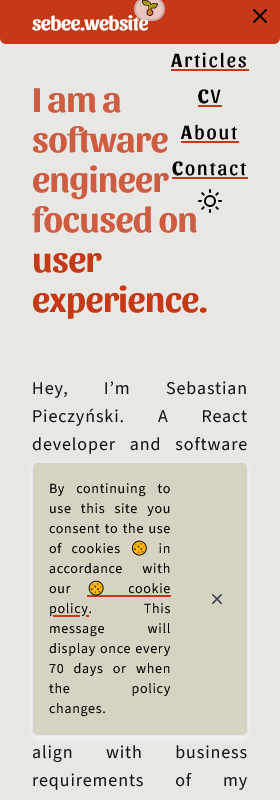 sebee.website
Articles
CV
About
Contact
I am a
software
engineer
focused on
user
experience.
Hey, I'm Sebastian
Pieczyński. A React
developer and software
By continuing to
use this site you
consent to the use
of cookies 🍪 in
accordance with
our 🍪 cookie
policy. This
message will
display once every
70 days or when
the policy
changes.
align with business
requirements of my